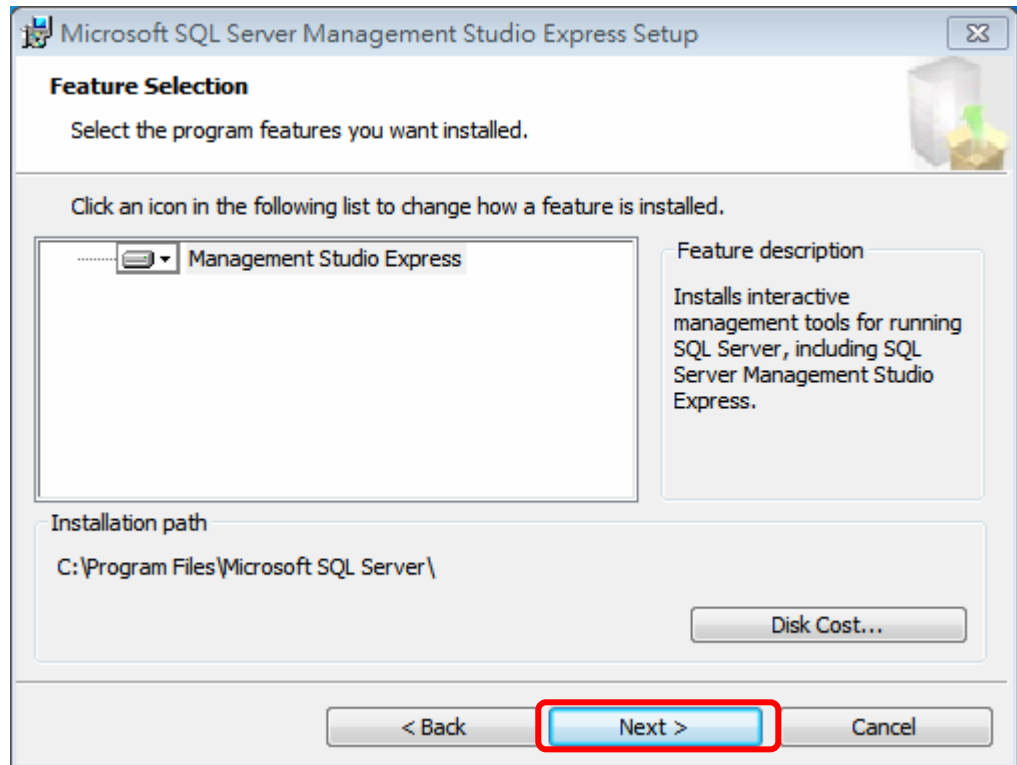 Microsoft SQL Server Management Studio Express Setup
Feature Selection
Select the program features you want installed.
Click an icon in the following list to change how a feature is installed.
Management Studio Express
Feature description
Installs interactive
management tools for running
SQL Server, including SQL
Server Management Studio
Express.
Installation path
C:\Program Files\Microsoft SQL Server\
Disk Cost...
< Back
Next >
Cancel